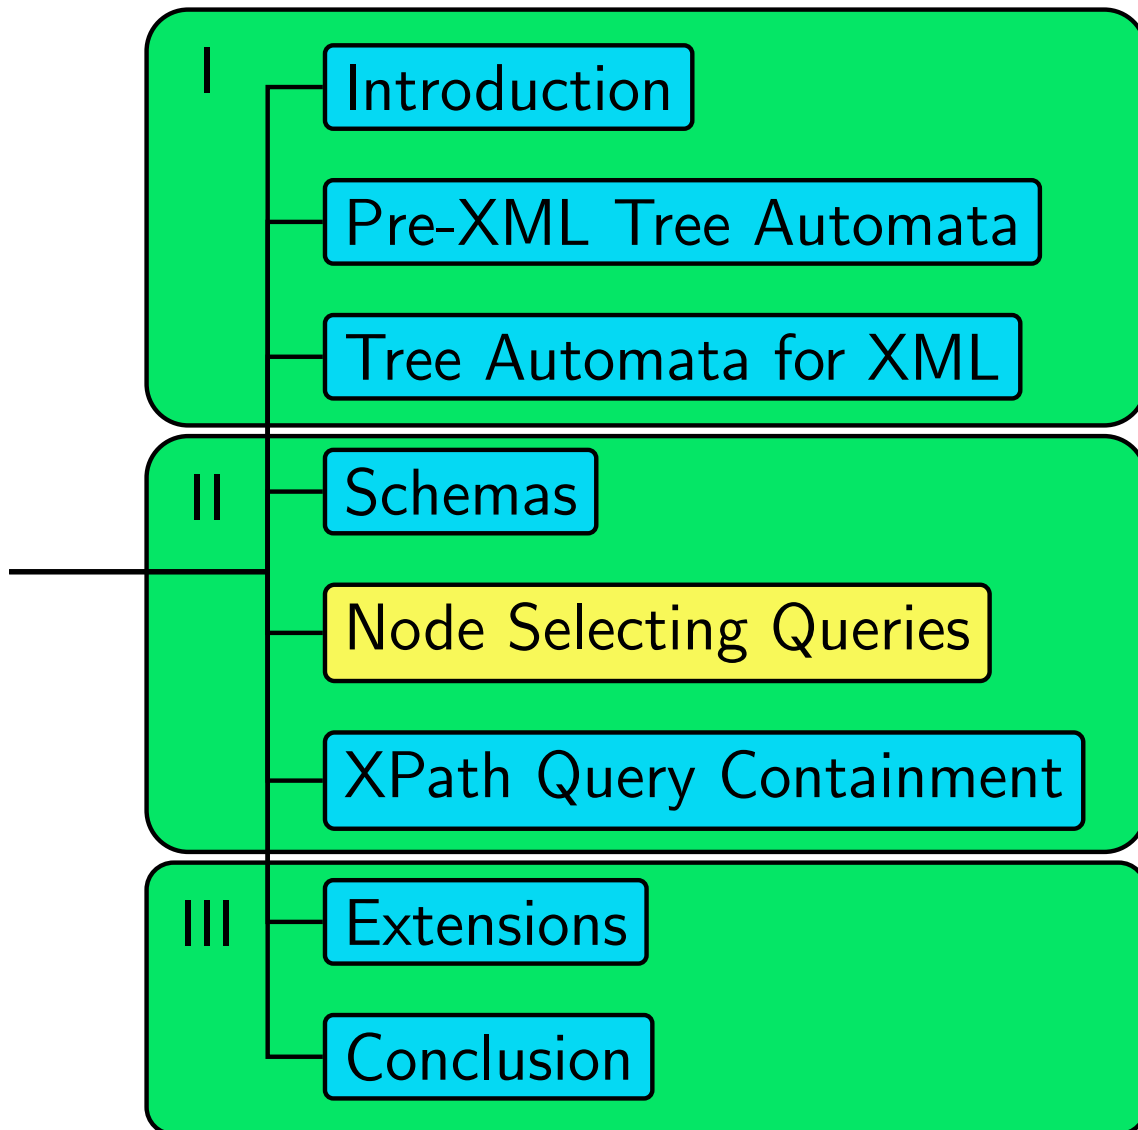 I
Introduction
Pre-XML Tree Automata
Tree Automata for XML
II
Schemas
Node Selecting Queries
XPath Query Containment
III
Extensions
Conclusion